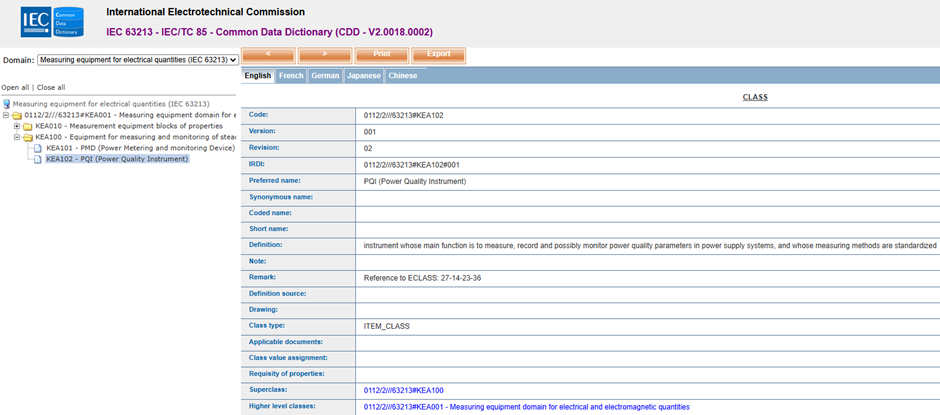 IEC
Common
Data
Dictionary
International Electrotechnical Commission
IEC 63213 - IEC/TC 85 - Common Data Dictionary (CDD - V2.0018.0002)
Domain: Measuring equipment for electrical quantities (IEC 63213)
< > Print Export
Open all | Close all
English French German Japanese Chinese
Measuring equipment for electrical quantities (IEC 63213)
0112/2///63213#KEA001 - Measuring equipment domain for e
KEA010 - Measurement equipment blocks of properties
KEA100 - Equipment for measuring and monitoring of stea
KEA101 - PMD (Power Metering and monitoring Device)
KEA102 - PQI (Power Quality Instrument)
CLASS
Code: 0112/2///63213#KEA102
Version: 001
Revision: 02
IRDI: 0112/2///63213#KEA102#001
Preferred name: PQI (Power Quality Instrument)
Synonymous name:
Coded name:
Short name:
Definition: instrument whose main function is to measure, record and possibly monitor power quality parameters in power supply systems, and whose measuring methods are standardized
Note:
Remark: Reference to ECLASS: 27-14-23-36
Definition source:
Drawing:
Class type: ITEM_CLASS
Applicable documents:
Class value assignment:
Requisity of properties:
Superclass: 0112/2///63213#KEA100
Higher level classes: 0112/2///63213#KEA001 - Measuring equipment domain for electrical and electromagnetic quantities